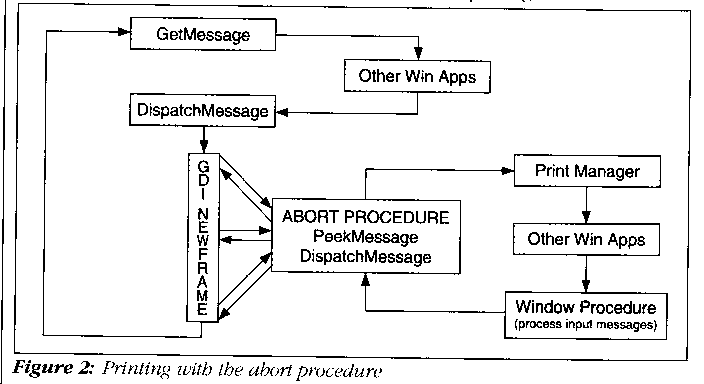 GetMessage
Other Win Apps
DispatchMessage
GDI NEWFRAME
ABORT PROCEDURE
PeekMessage
DispatchMessage
Print Manager
Other Win Apps
Window Procedure
(process input messages)
Figure 2: Printing with the abort procedure